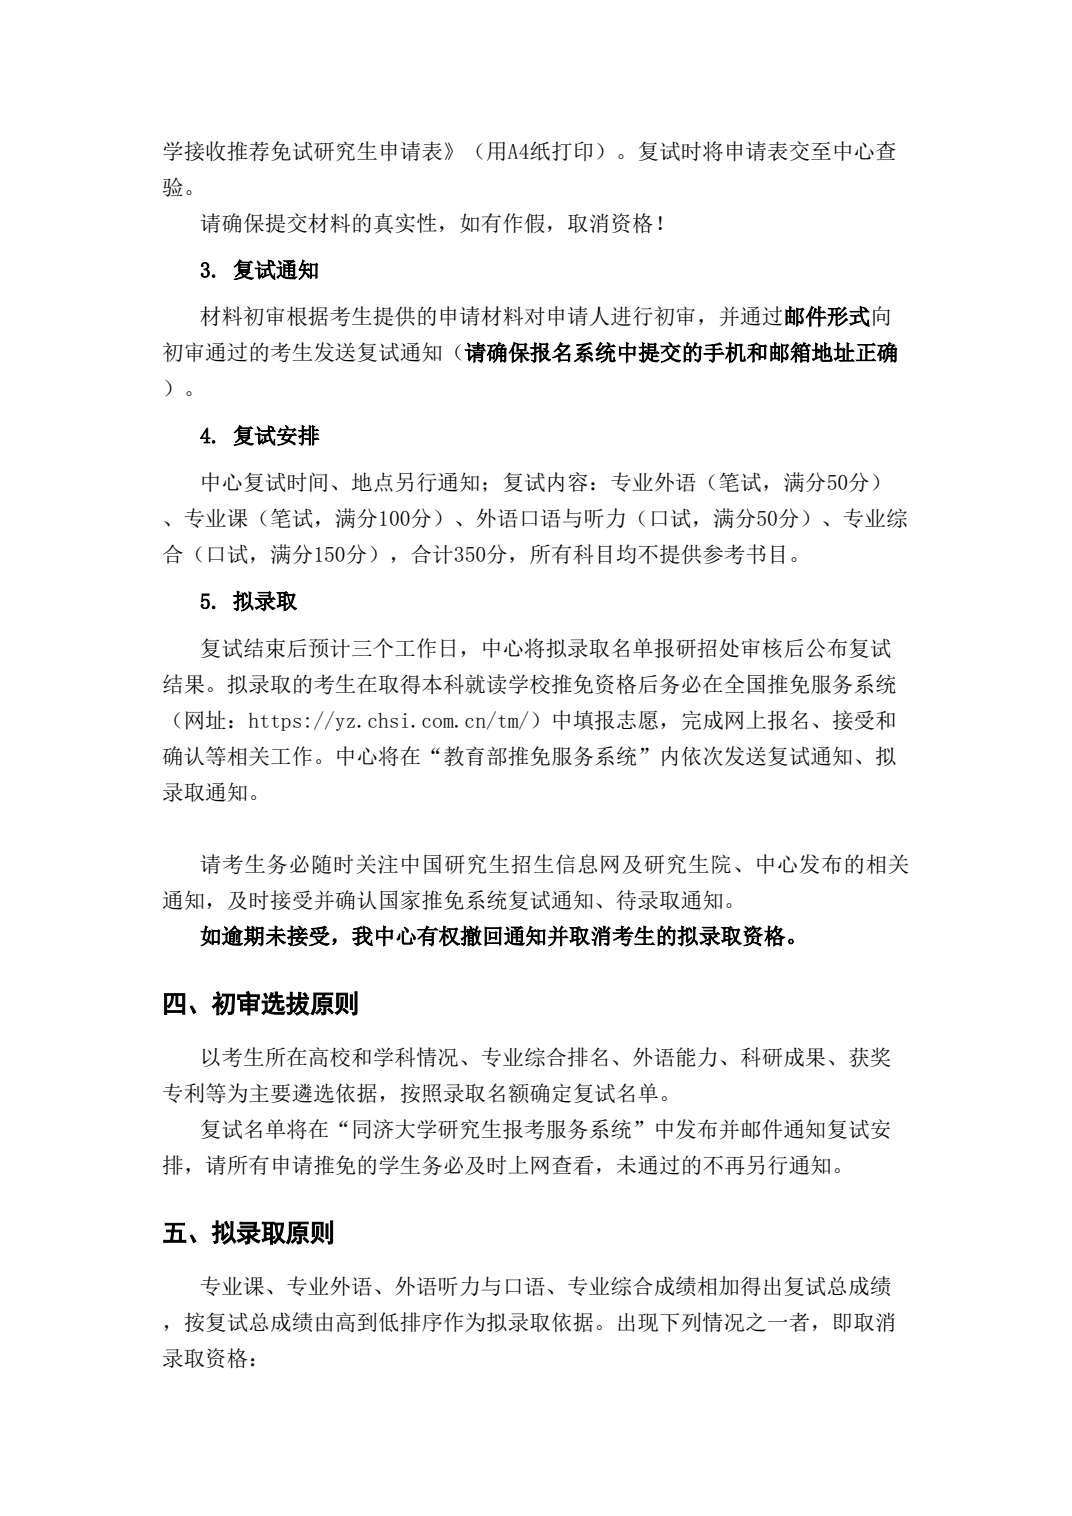 学接收推荐免试研究生申请表》（用A4纸打印）。复试时将申请表交至中心查
验。
请确保提交材料的真实性，如有作假，取消资格！
3. 复试通知
材料初审根据考生提供的申请材料对申请人进行初审，并通过邮件形式向
初审通过的考生发送复试通知（请确保报名系统中提交的手机和邮箱地址正确
）。
4. 复试安排
中心复试时间、地点另行通知；复试内容：专业外语（笔试，满分50分）
、专业课（笔试，满分100分）、外语口语与听力（口试，满分50分）、专业综
合（口试，满分150分），合计350分，所有科目均不提供参考书目。
5. 拟录取
复试结束后预计三个工作日，中心将拟录取名单报研招处审核后公布复试
结果。拟录取的考生在取得本科就读学校推免资格后务必在全国推免服务系统
（网址：https://yz.chsi.com.cn/tm/）中填报志愿，完成网上报名、接受和
确认等相关工作。中心将在“教育部推免服务系统”内依次发送复试通知、拟
录取通知。
请考生务必随时关注中国研究生招生信息网及研究生院、中心发布的相关
通知，及时接受并确认国家推免系统复试通知、待录取通知。
如逾期未接受，我中心有权撤回通知并取消考生的拟录取资格。
四、初审选拔原则
以考生所在高校和学科情况、专业综合排名、外语能力、科研成果、获奖
专利等为主要遴选依据，按照录取名额确定复试名单。
复试名单将在“同济大学研究生报考服务系统”中发布并邮件通知复试安
排，请所有申请推免的学生务必及时上网查看，未通过的不再另行通知。
五、拟录取原则
专业课、专业外语、外语听力与口语、专业综合成绩相加得出复试总成绩
，按复试总成绩由高到低排序作为拟录取依据。出现下列情况之一者，即取消
录取资格：